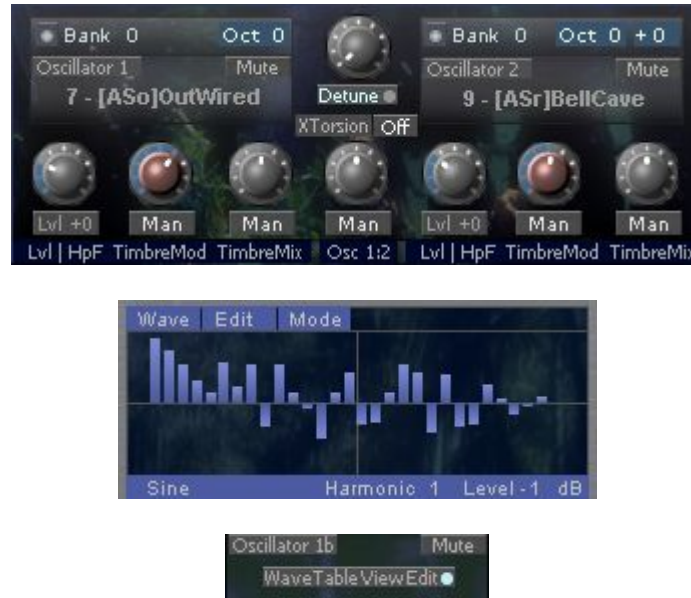 Bank 0 Oct 0 Bank 0 Oct 0 +0
Oscillator 1 Mute Oscillator 2 Mute
7 - [ASo]OutWired Detune 9 - [ASr]BellCave
XTorsion Off
Lvl +0 Man Man Man Lvl +0 Man Man
Lvl | HpF TimbreMod TimbreMix Osc 1:2 Lvl | HpF TimbreMod TimbreMi
Wave Edit Mode
Sine Harmonic 1 Level -1 dB
Oscillator 1b Mute
WaveTableViewEdit